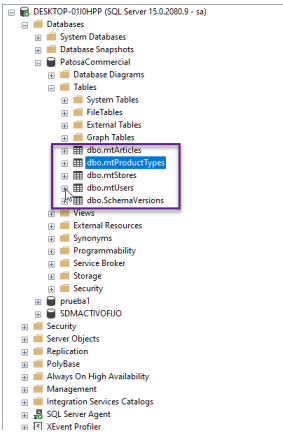 DESKTOP-01I0HPP (SQL Server 15.0.2080.9 - sa)
Databases
System Databases
Database Snapshots
PatosaCommercial
Database Diagrams
Tables
System Tables
FileTables
External Tables
Graph Tables
dbo.mtArticles
dbo.mtProductTypes
dbo.mtStores
dbo.mtUsers
dbo.SchemaVersions
Views
External Resources
Synonyms
Programmability
Service Broker
Storage
Security
prueba1
SDMACTIVOFIJO
Security
Server Objects
Replication
PolyBase
Always On High Availability
Management
Integration Services Catalogs
SQL Server Agent
XEvent Profiler